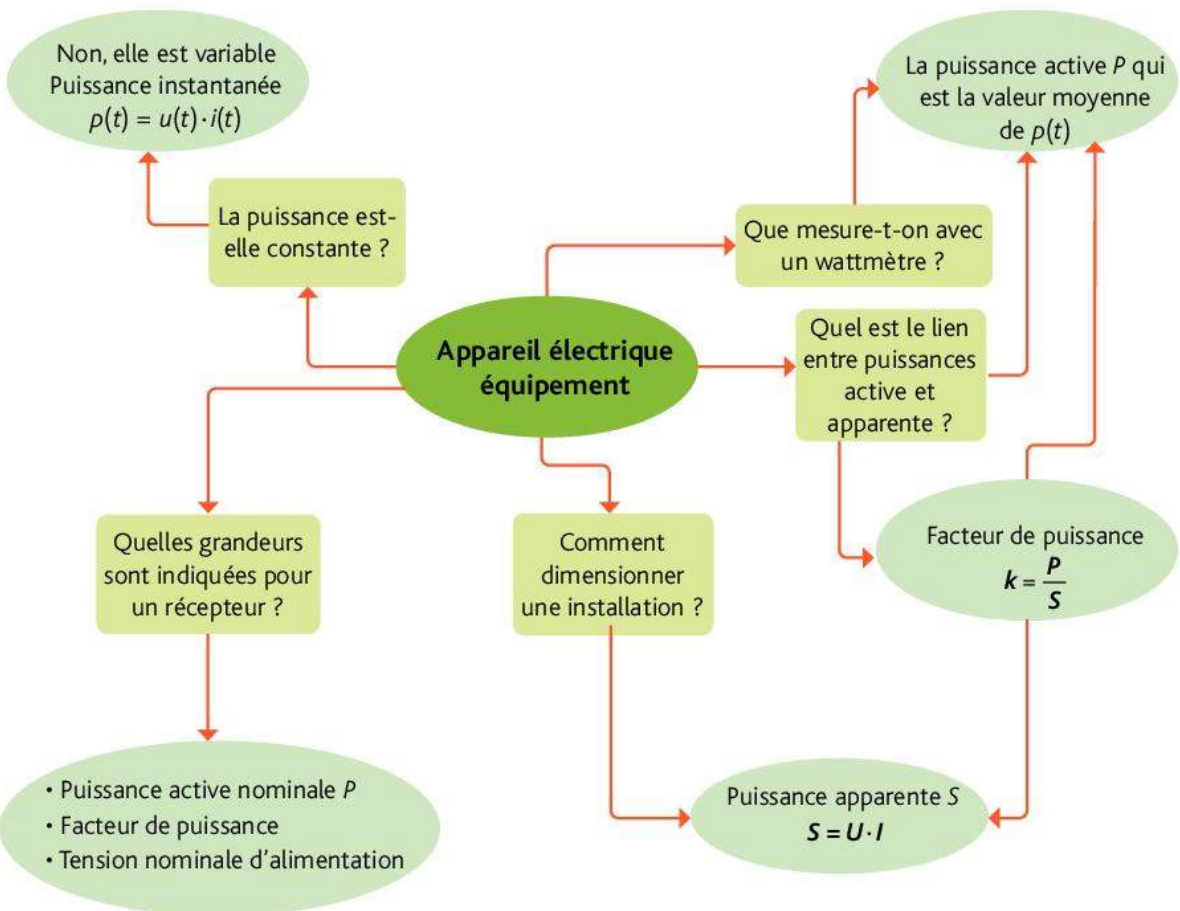 Non, elle est variable
Puissance instantanée
p(t) = u(t) · i(t)
La puissance est-
elle constante ?
La puissance active P qui
est la valeur moyenne
de p(t)
Que mesure-t-on avec
un wattmètre ?
Appareil électrique
équipement
Quel est le lien
entre puissances
active et
apparente ?
Quelles grandeurs
sont indiquées pour
un récepteur ?
Comment
dimensionner
une installation ?
Facteur de puissance
k = P/S
• Puissance active nominale P
• Facteur de puissance
• Tension nominale d'alimentation
Puissance apparente S
S = U · I